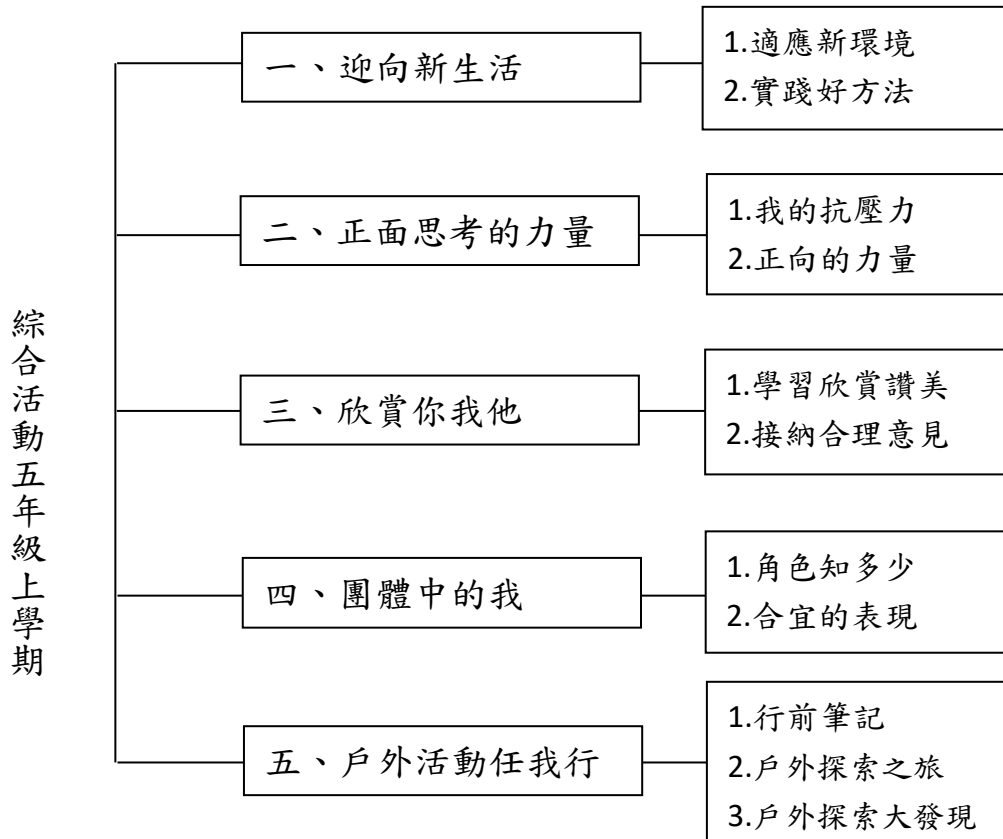 綜合活動五年級上學期
一、迎向新生活
1.適應新環境
2.實踐好方法
二、正面思考的力量
1.我的抗壓力
2.正向的力量
三、欣賞你我他
1.學習欣賞讚美
2.接納合理意見
四、團體中的我
1.角色知多少
2.合宜的表現
五、戶外活動任我行
1.行前筆記
2.戶外探索之旅
3.戶外探索大發現